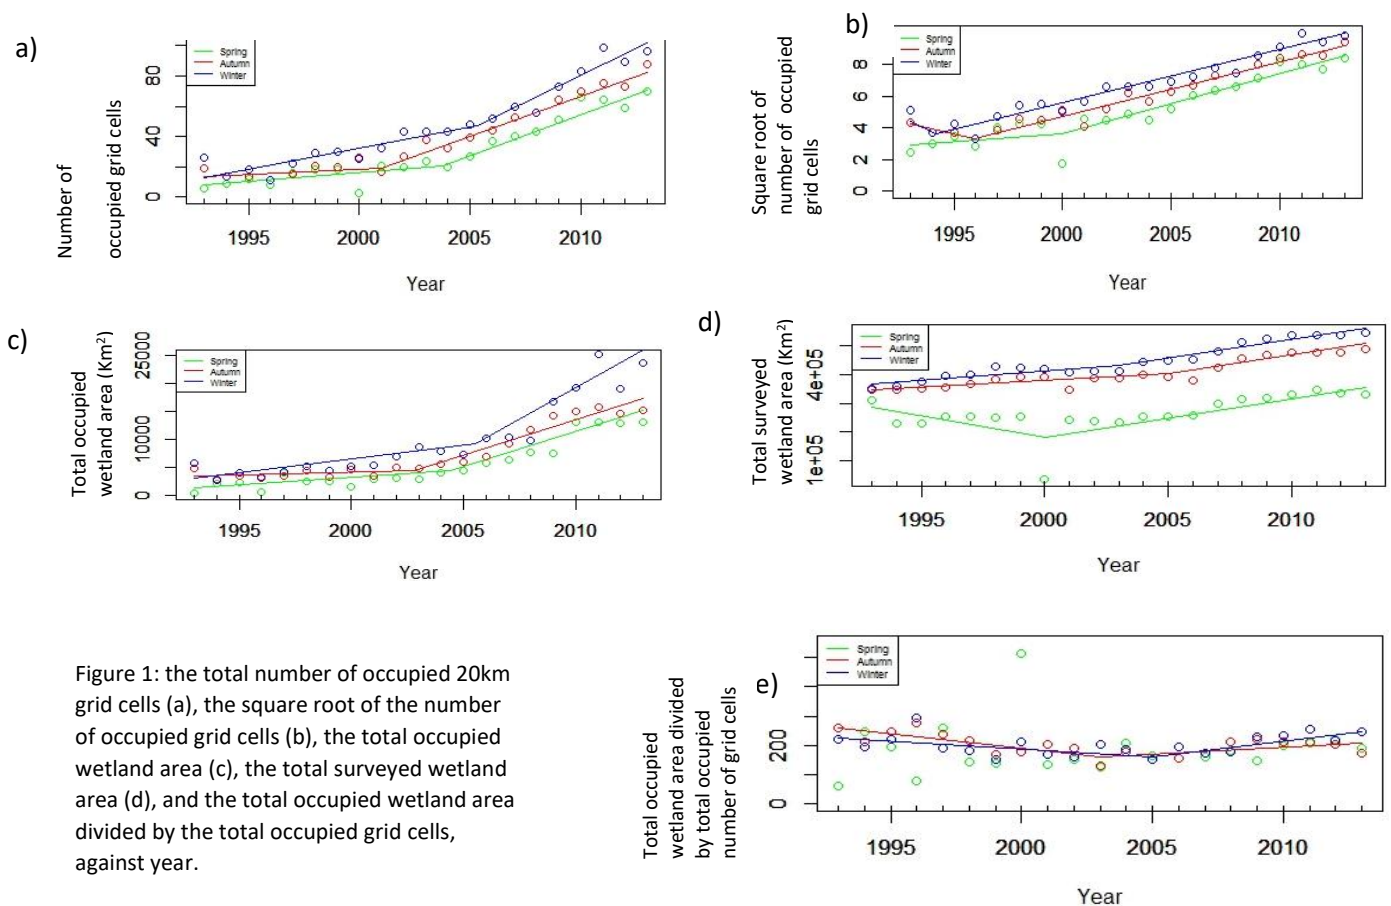 a)
Number of
occupied grid cells
0 40 80
Spring
Autumn
Winter
1995 2000 2005 2010
Year
b)
Square root of
number of occupied
grid cells
0 2 4 6 8
Spring
Autumn
Winter
1995 2000 2005 2010
Year
c)
Total occupied
wetland area (Km²)
0 10000 25000
Spring
Autumn
Winter
1995 2000 2005 2010
Year
d)
Total surveyed
wetland area (Km²)
1e+05 4e+05
Spring
Autumn
Winter
1995 2000 2005 2010
Year
Figure 1: the total number of occupied 20km
grid cells (a), the square root of the number
of occupied grid cells (b), the total occupied
wetland area (c), the total surveyed wetland
area (d), and the total occupied wetland area
divided by the total occupied grid cells,
against year.
e)
Total occupied
wetland area divided
by total occupied
number of grid cells
0 200
Spring
Autumn
Winter
1995 2000 2005 2010
Year